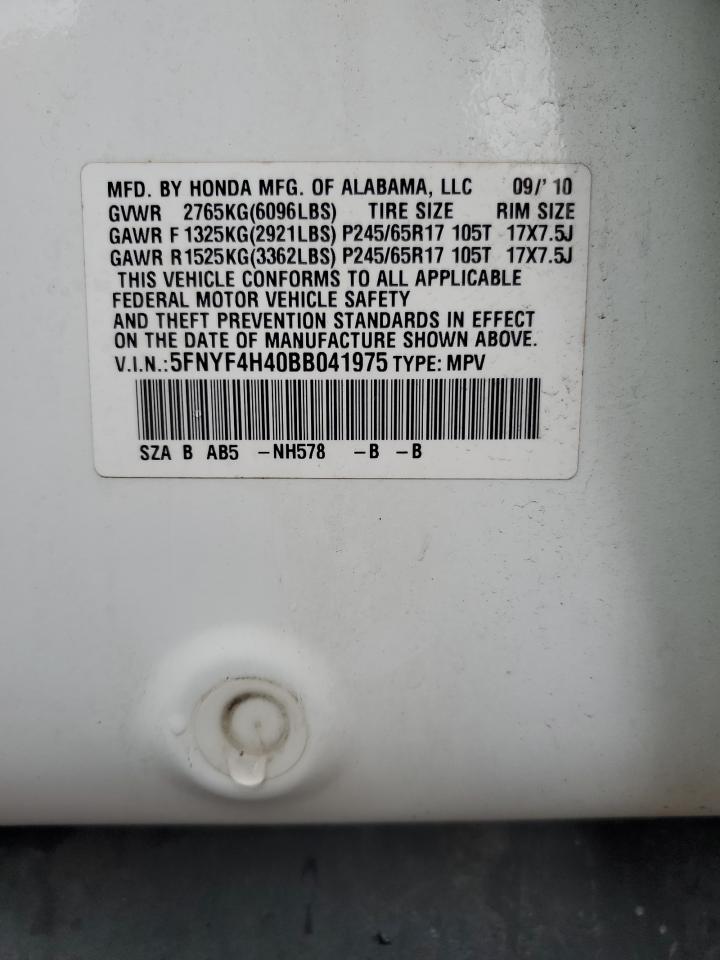 MFD. BY HONDA MFG. OF ALABAMA, LLC 09/'10
GVWR 2765KG(6096LBS) TIRE SIZE RIM SIZE
GAWR F 1325KG(2921LBS) P245/65R17 105T 17X7.5J
GAWR R1525KG(3362LBS) P245/65R17 105T 17X7.5J
THIS VEHICLE CONFORMS TO ALL APPLICABLE
FEDERAL MOTOR VEHICLE SAFETY
AND THEFT PREVENTION STANDARDS IN EFFECT
ON THE DATE OF MANUFACTURE SHOWN ABOVE.
V.I.N.:5FNYF4H40BB041975 TYPE: MPV
SZA B AB5 -NH578 -B -B